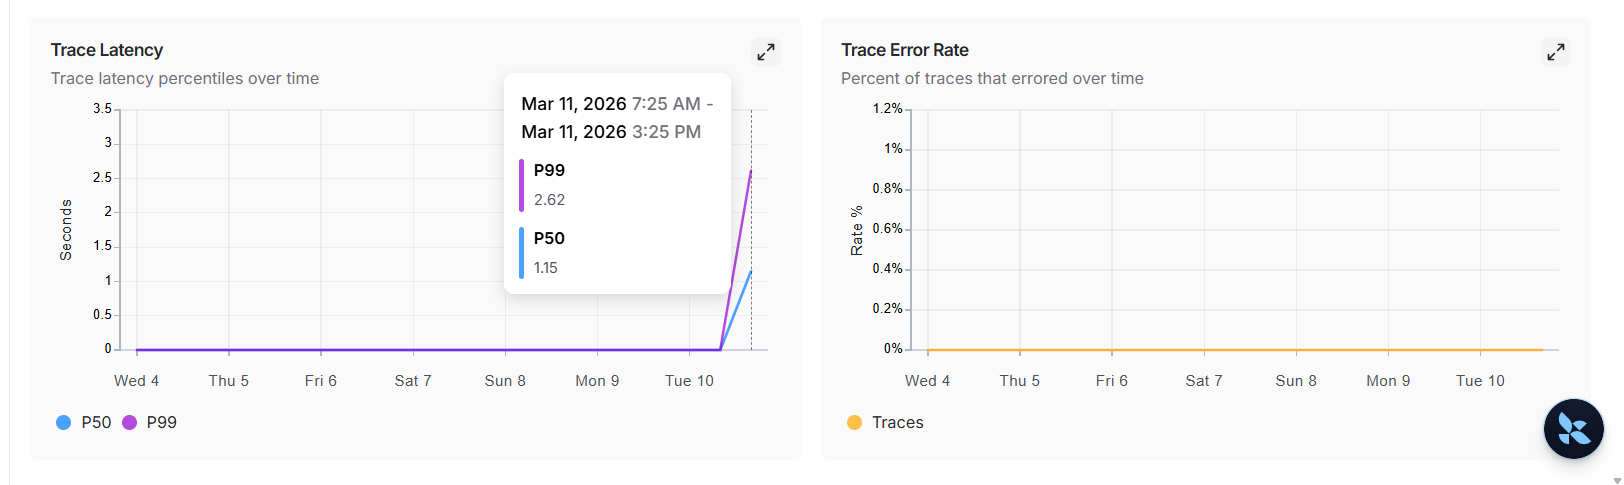 Trace Latency
Trace latency percentiles over time
3.5
3
2.5
2
1.5
1
0.5
0
Seconds
Wed 4 Thu 5 Fri 6 Sat 7 Sun 8 Mon 9 Tue 10
P50 P99
Mar 11, 2026 7:25 AM -
Mar 11, 2026 3:25 PM
P99
2.62
P50
1.15
Trace Error Rate
Percent of traces that errored over time
1.2%
1%
0.8%
0.6%
0.4%
0.2%
0%
Rate %
Wed 4 Thu 5 Fri 6 Sat 7 Sun 8 Mon 9 Tue 10
Traces